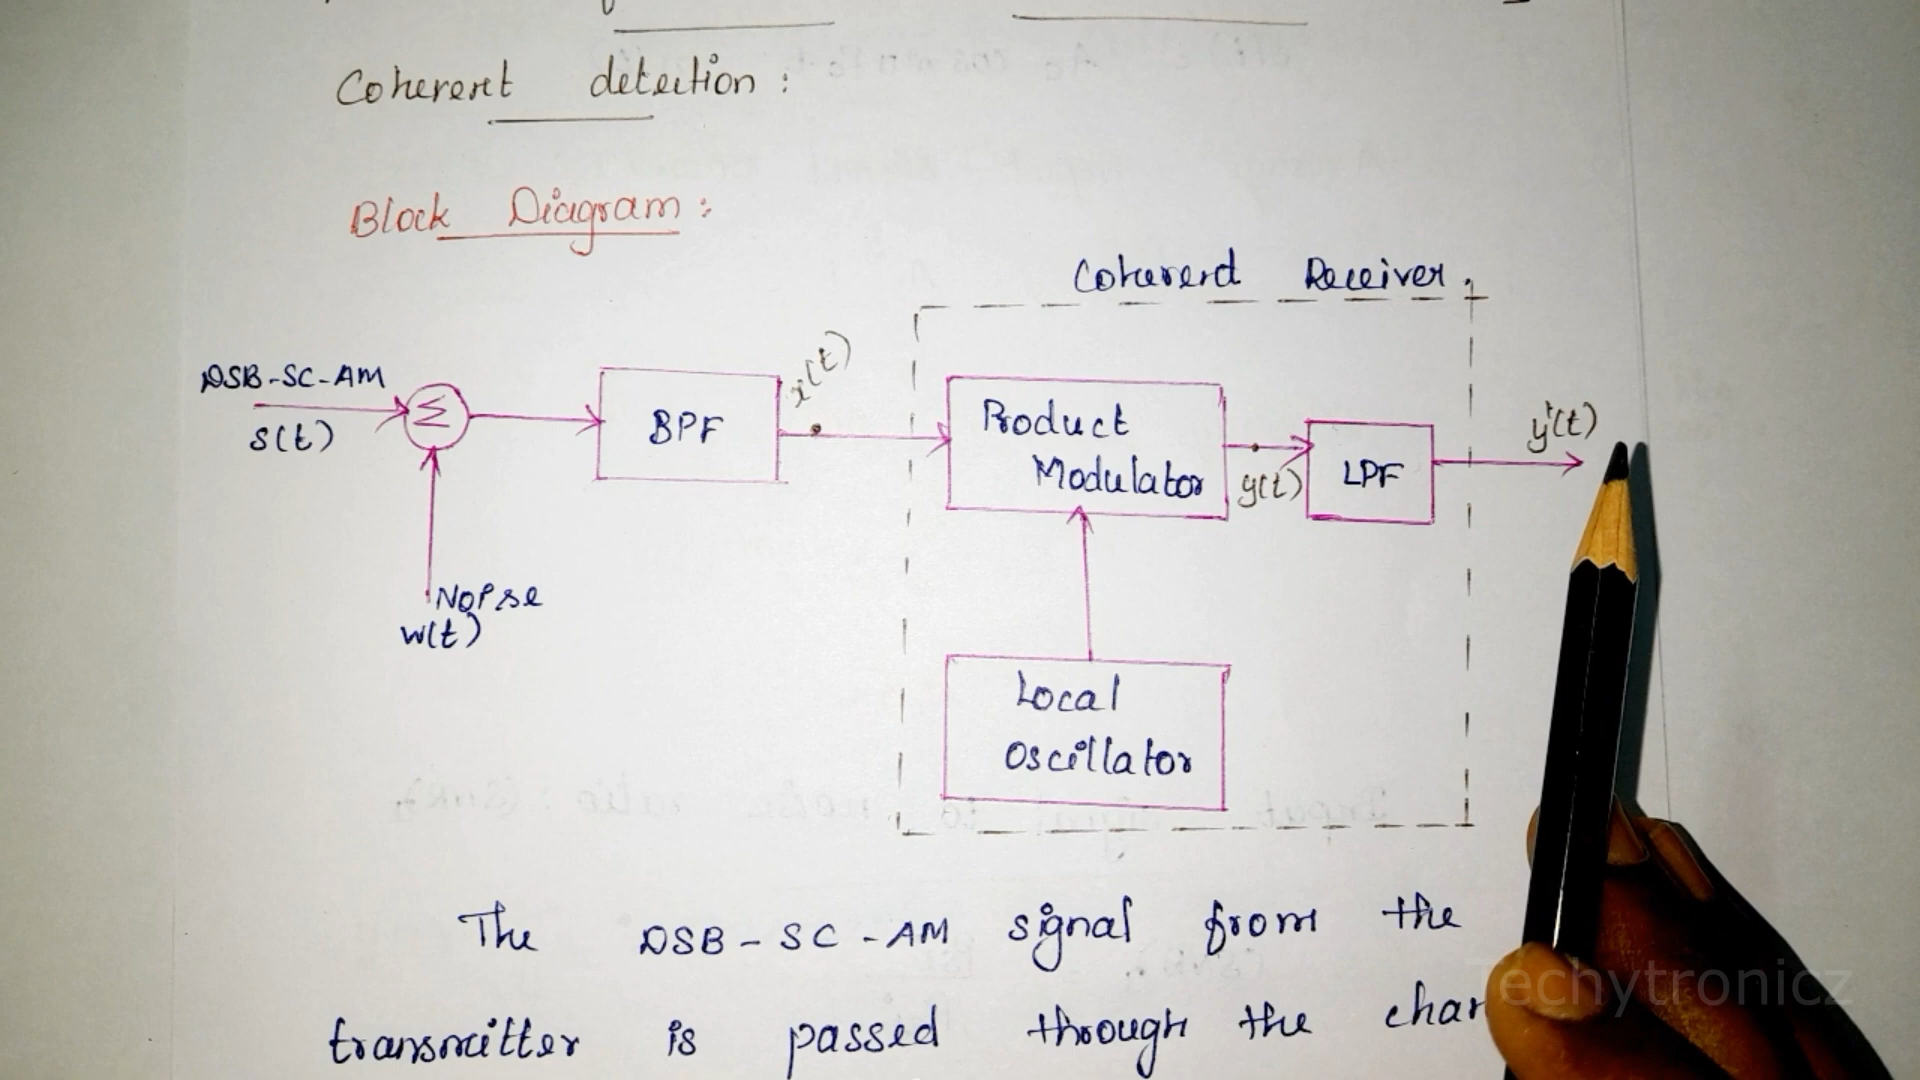 Coherent detection :
Block Diagram :
Coherent Receiver.
DSB-SC-AM
s(t)
Σ
BPF
x(t)
Product
Modulator
y(t)
LPF
y'(t)
Noise
w(t)
Local
Oscillator
The DSB-SC-AM signal from the
transmitter is passed through the chan
Techytronicz